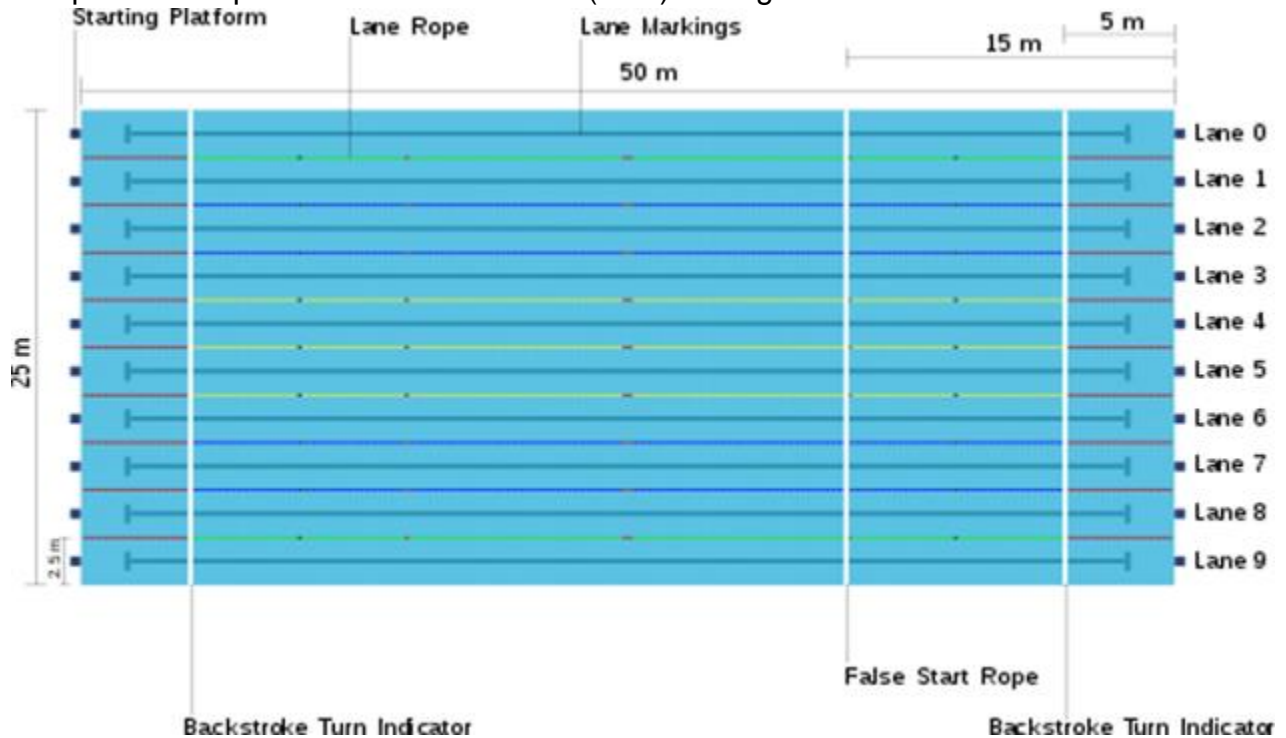 Starting Platform
Lane Rope
Lane Markings
5 m
15 m
50 m
25 m
2.5 m
Lane 0
Lane 1
Lane 2
Lane 3
Lane 4
Lane 5
Lane 6
Lane 7
Lane 8
Lane 9
False Start Rope
Backstroke Turn Indicator
Backstroke Turn Indicator